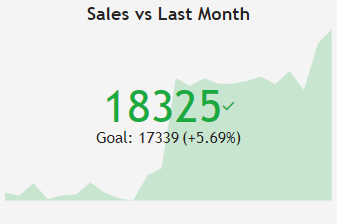 Sales vs Last Month
18325✓
Goal: 17339 (+5.69%)